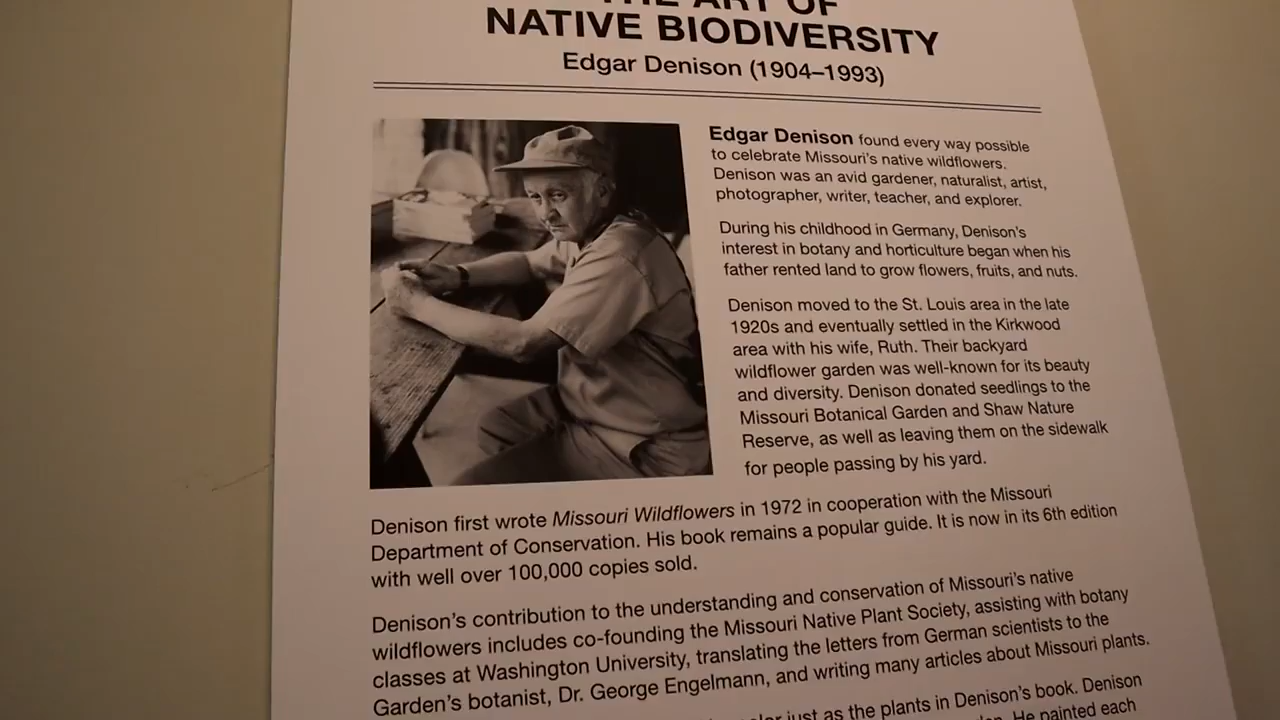 THE ART OF
NATIVE BIODIVERSITY
Edgar Denison (1904–1993)
Edgar Denison found every way possible
to celebrate Missouri's native wildflowers.
Denison was an avid gardener, naturalist, artist,
photographer, writer, teacher, and explorer.
During his childhood in Germany, Denison's
interest in botany and horticulture began when his
father rented land to grow flowers, fruits, and nuts.
Denison moved to the St. Louis area in the late
1920s and eventually settled in the Kirkwood
area with his wife, Ruth. Their backyard
wildflower garden was well-known for its beauty
and diversity. Denison donated seedlings to the
Missouri Botanical Garden and Shaw Nature
Reserve, as well as leaving them on the sidewalk
for people passing by his yard.
Denison first wrote Missouri Wildflowers in 1972 in cooperation with the Missouri
Department of Conservation. His book remains a popular guide. It is now in its 6th edition
with well over 100,000 copies sold.
Denison's contribution to the understanding and conservation of Missouri's native
wildflowers includes co-founding the Missouri Native Plant Society, assisting with botany
classes at Washington University, translating the letters from German scientists to the
Garden's botanist, Dr. George Engelmann, and writing many articles about Missouri plants.
just as the plants in Denison's book. Denison
He painted each